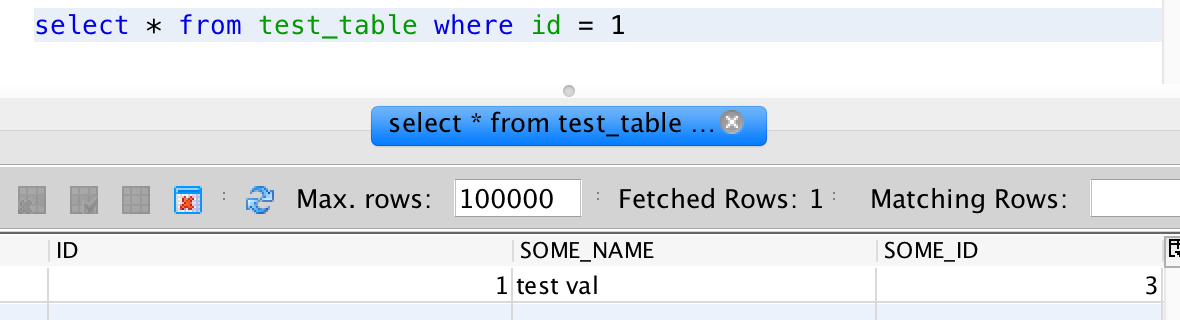 select * from test_table where id = 1
select * from test_table ...
Max. rows: 100000 Fetched Rows: 1 Matching Rows:
ID SOME_NAME SOME_ID
1 test val 3